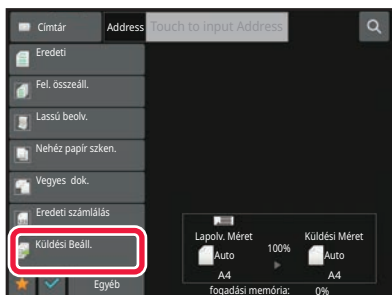 Címtár Address Touch to input Address
Eredeti
Fel. összeáll.
Lassú beolv.
Nehéz papír szken.
Vegyes dok.
Eredeti számlálás
Küldési Beáll.
Egyéb
Lapolv. Méret 100% Küldési Méret
Auto Auto
A4 A4
fogadási memória: 0%